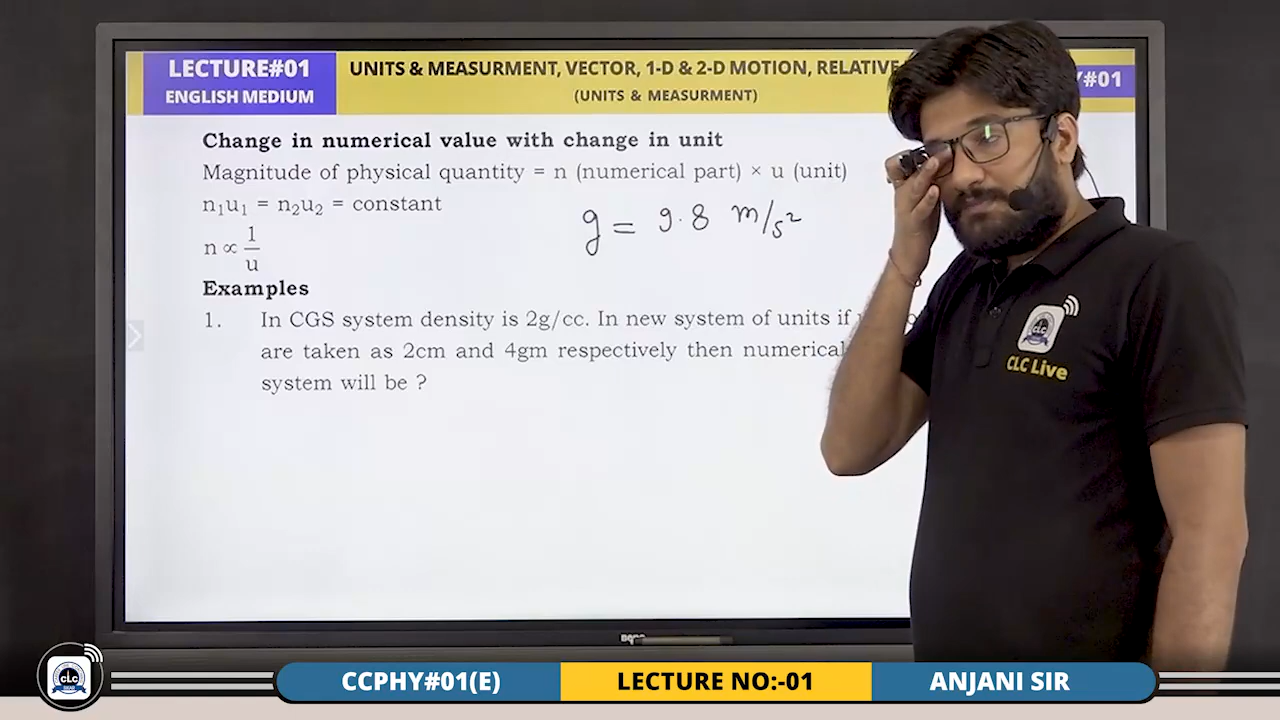 LECTURE#01
ENGLISH MEDIUM
UNITS & MEASURMENT, VECTOR, 1-D & 2-D MOTION, RELATIVE
(UNITS & MEASURMENT)
#01
Change in numerical value with change in unit
Magnitude of physical quantity = n (numerical part) × u (unit)
n₁u₁ = n₂u₂ = constant
g = 9.8 m/s²
n ∝ 1/u
Examples
1. In CGS system density is 2g/cc. In new system of units if
are taken as 2cm and 4gm respectively then numerical
system will be ?
CLC
CLC Live
CLC
SIKAR
CCPHY#01(E)
LECTURE NO:-01
ANJANI SIR